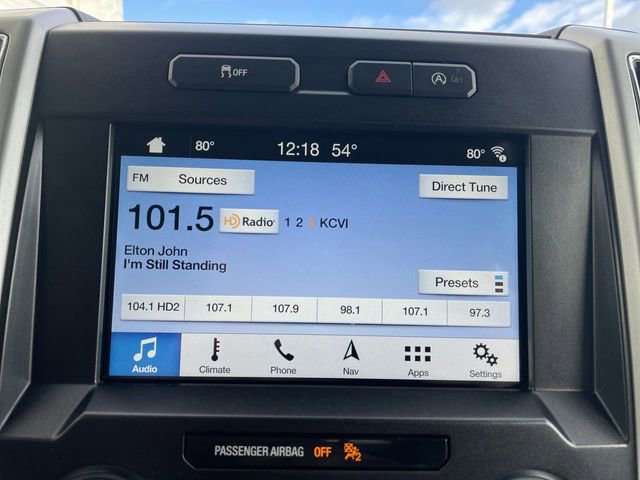 OFF A OFF
80° 12:18 54° 80°
FM Sources Direct Tune
101.5 HD Radio 1 2 3 KCVI
Elton John
I'm Still Standing
Presets
104.1 HD2 107.1 107.9 98.1 107.1 97.3
Audio Climate Phone Nav Apps Settings
PASSENGER AIRBAG OFF 2